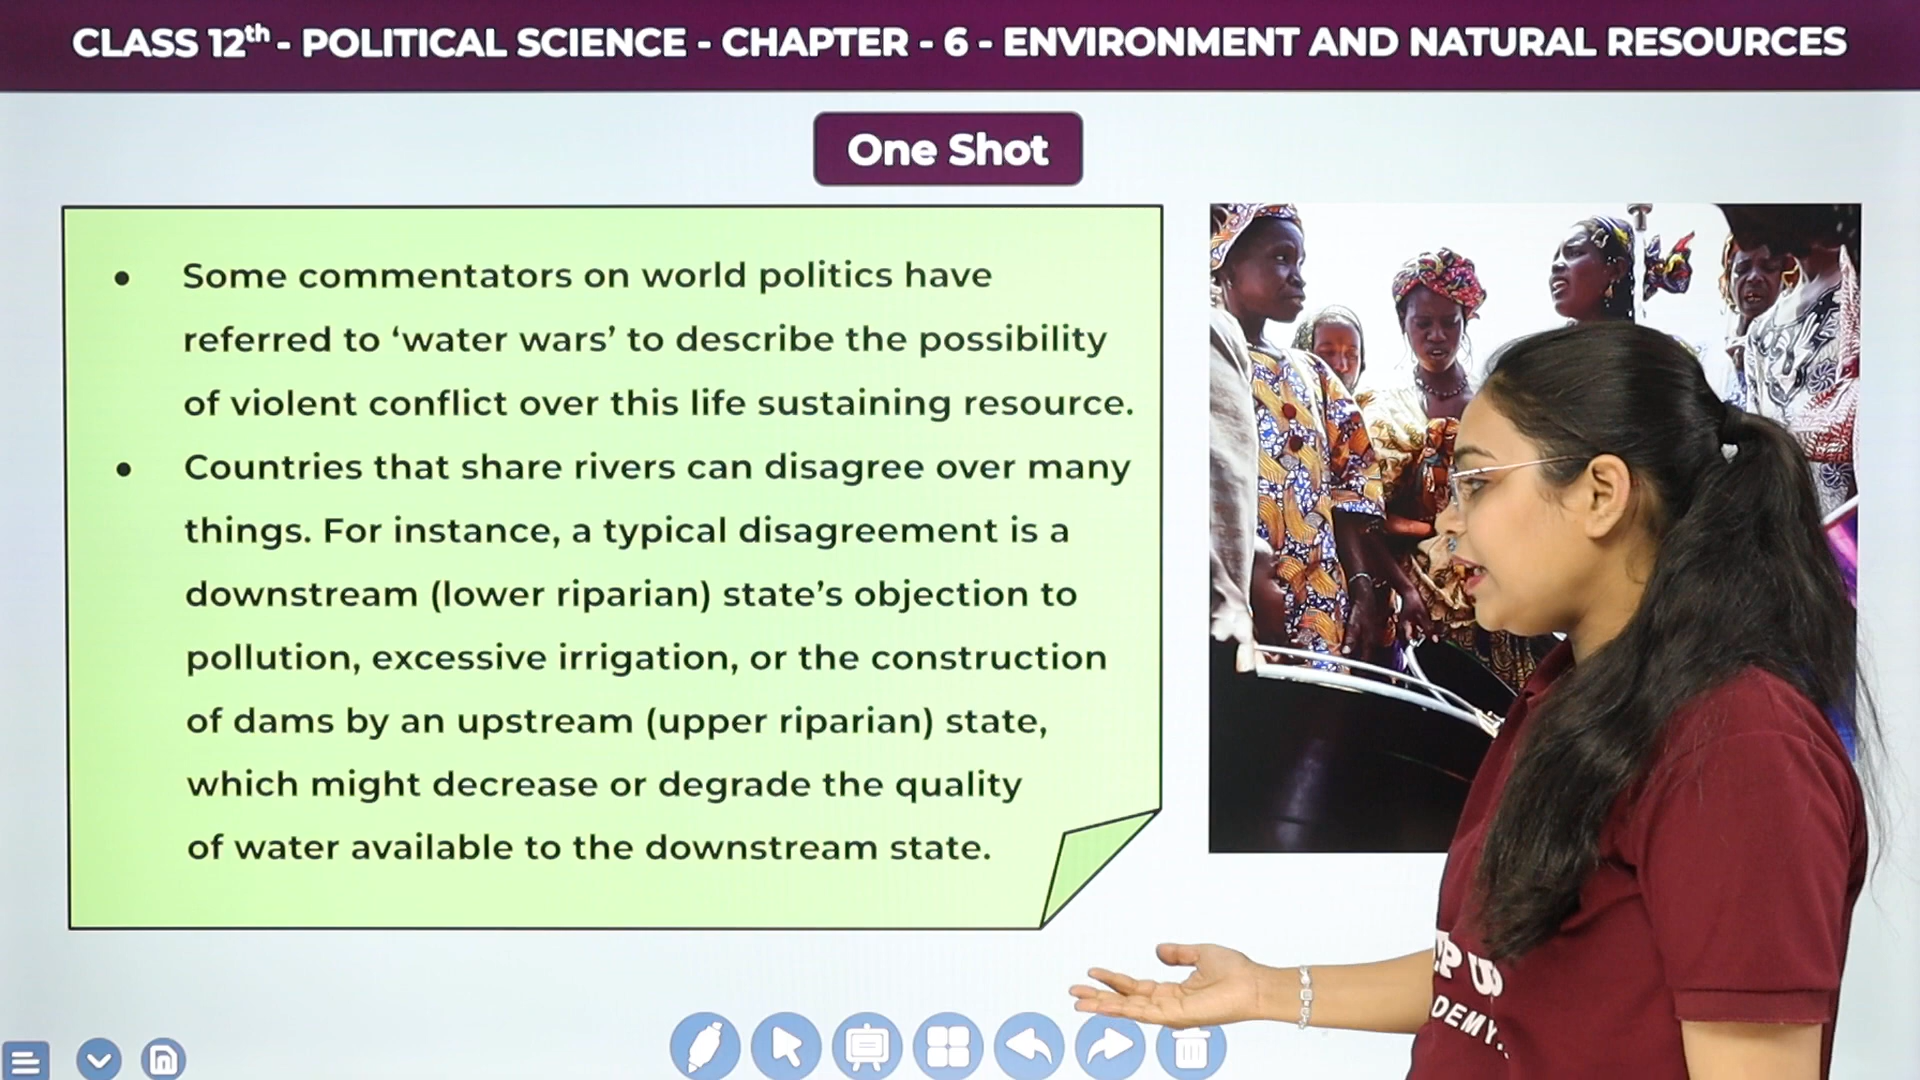 CLASS 12th - POLITICAL SCIENCE - CHAPTER - 6 - ENVIRONMENT AND NATURAL RESOURCES
One Shot
• Some commentators on world politics have
referred to ‘water wars’ to describe the possibility
of violent conflict over this life sustaining resource.
• Countries that share rivers can disagree over many
things. For instance, a typical disagreement is a
downstream (lower riparian) state’s objection to
pollution, excessive irrigation, or the construction
of dams by an upstream (upper riparian) state,
which might decrease or degrade the quality
of water available to the downstream state.